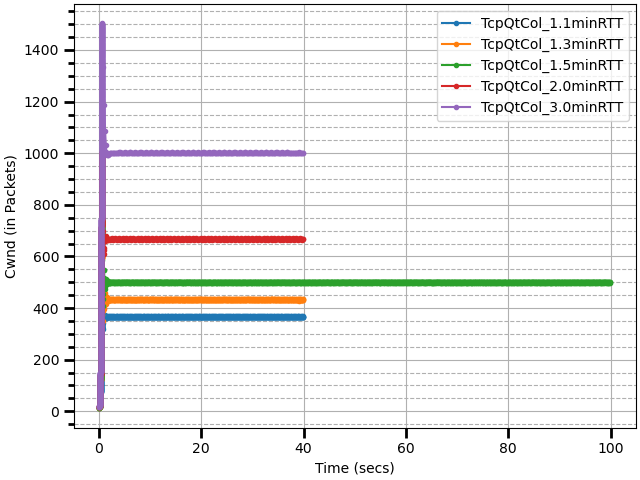 TcpQtCol_1.1minRTT
TcpQtCol_1.3minRTT
TcpQtCol_1.5minRTT
TcpQtCol_2.0minRTT
TcpQtCol_3.0minRTT
Cwnd (in Packets)
1400
1200
1000
800
600
400
200
0
0 20 40 60 80 100
Time (secs)